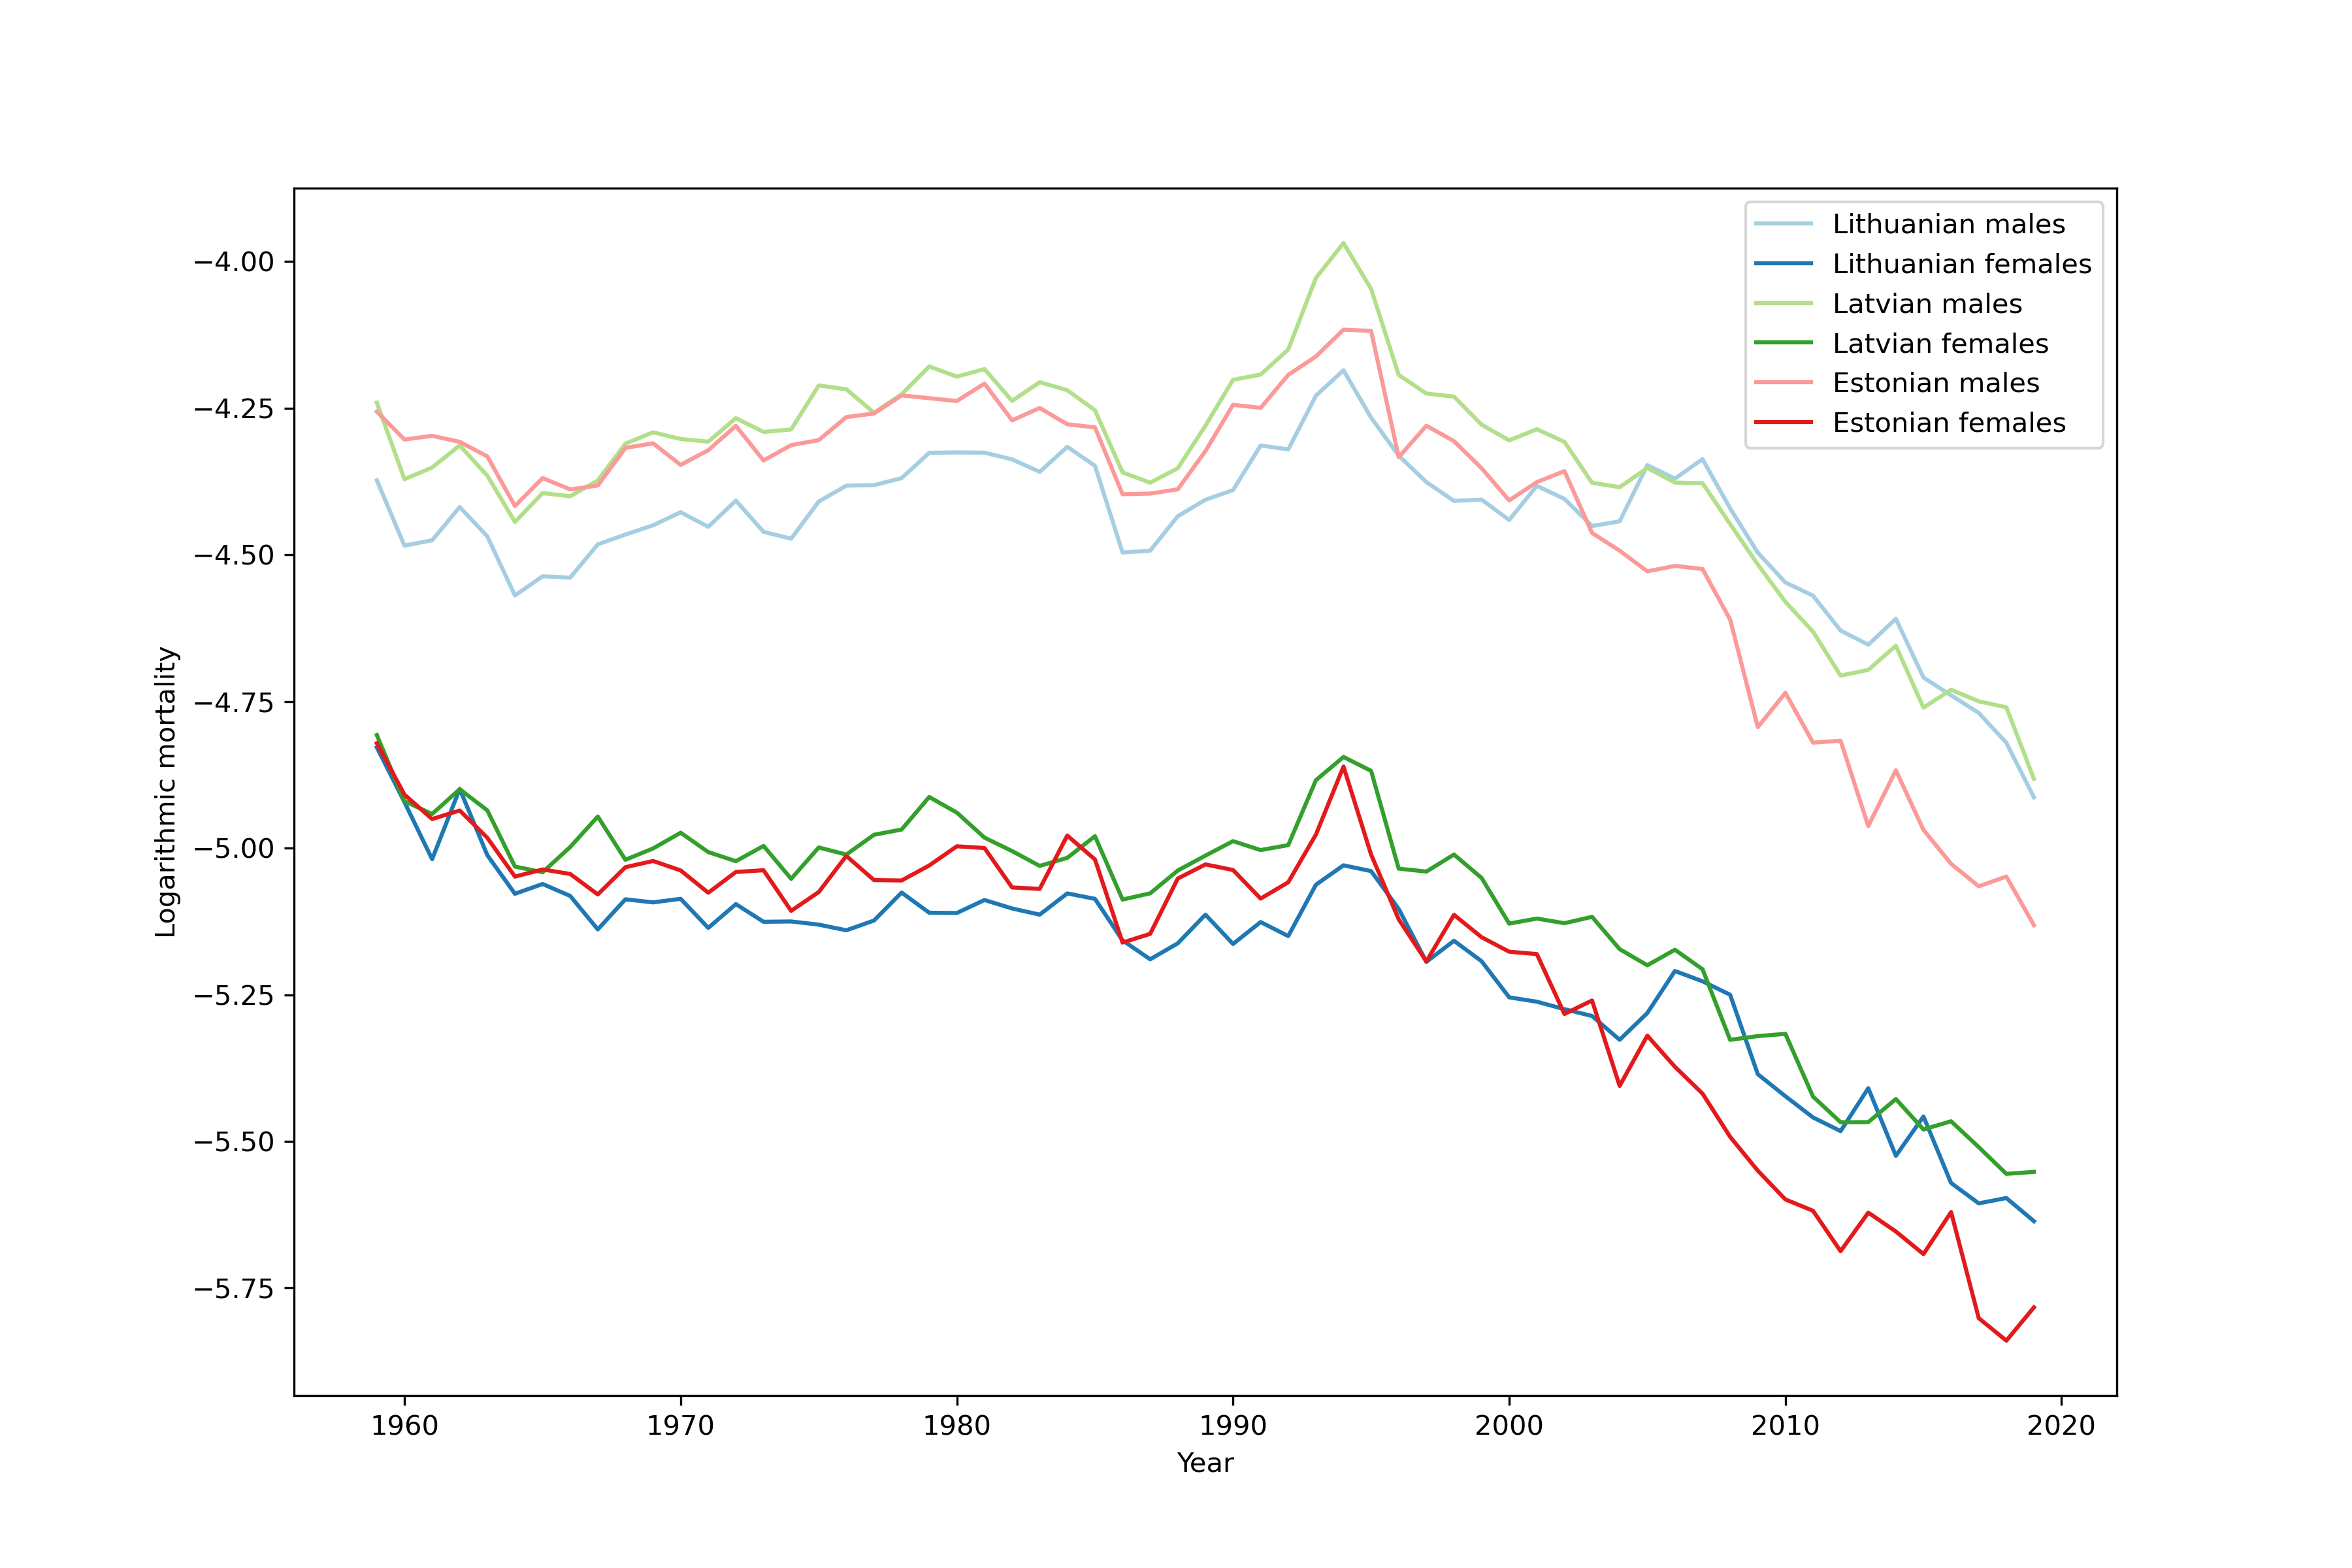 Lithuanian males
Lithuanian females
Latvian males
Latvian females
Estonian males
Estonian females
−4.00
−4.25
−4.50
−4.75
−5.00
−5.25
−5.50
−5.75
Logarithmic mortality
1960 1970 1980 1990 2000 2010 2020
Year